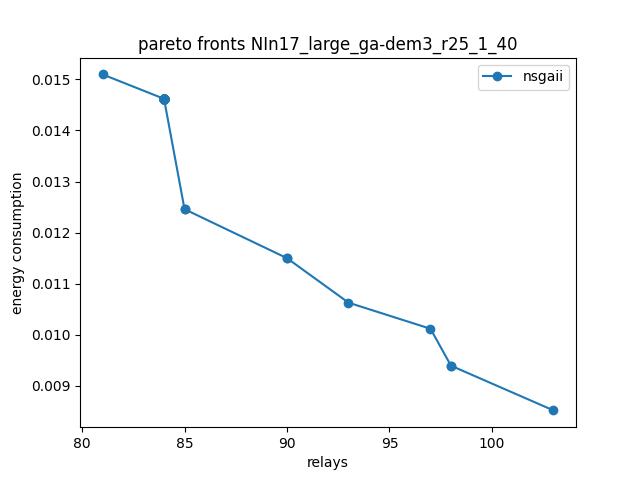 pareto fronts NIn17_large_ga-dem3_r25_1_40
nsgaii
energy consumption
0.015
0.014
0.013
0.012
0.011
0.010
0.009
80 85 90 95 100
relays